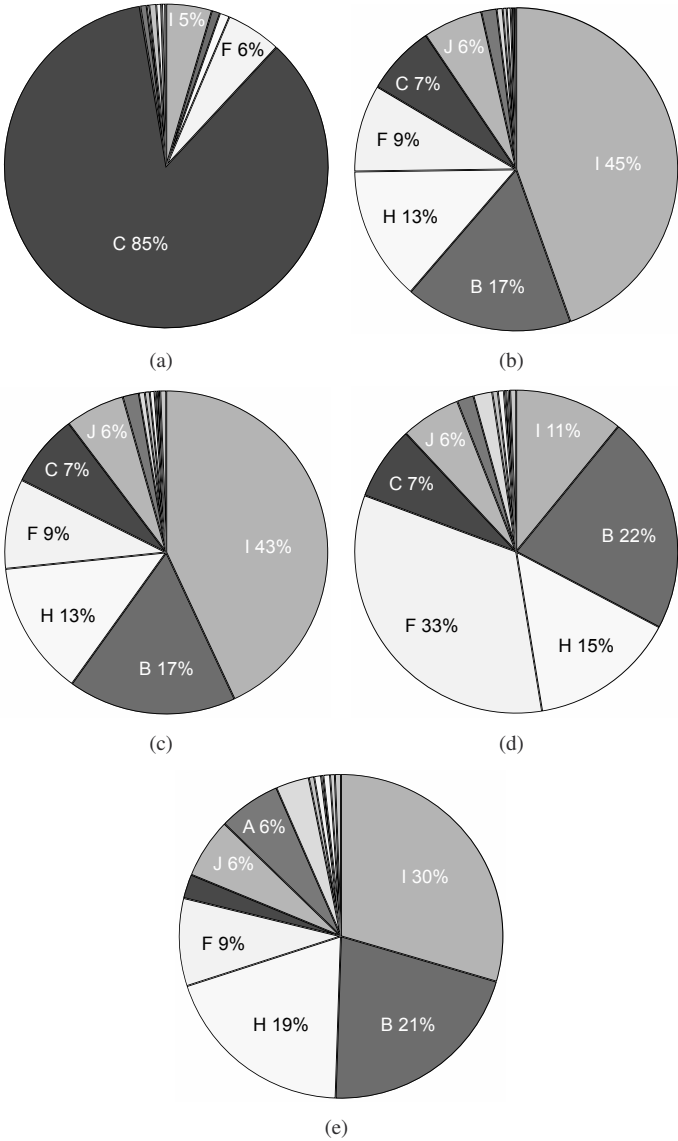 I 5%
F 6%
C 85%
(a)
J 6%
C 7%
F 9%
I 45%
H 13%
B 17%
(b)
J 6%
C 7%
F 9%
I 43%
H 13%
B 17%
(c)
I 11%
J 6%
C 7%
B 22%
F 33%
H 15%
(d)
A 6%
J 6%
I 30%
F 9%
H 19%
B 21%
(e)